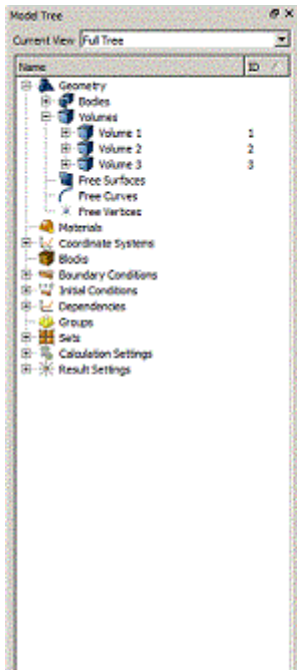 Model Tree
Current View Full Tree
Name ID
Geometry
Bodies
Volumes
Volume 1 1
Volume 2 2
Volume 3 3
Free Surfaces
Free Curves
Free Vertices
Materials
Coordinate Systems
Blocks
Boundary Conditions
Initial Conditions
Dependencies
Groups
Sets
Calculation Settings
Result Settings